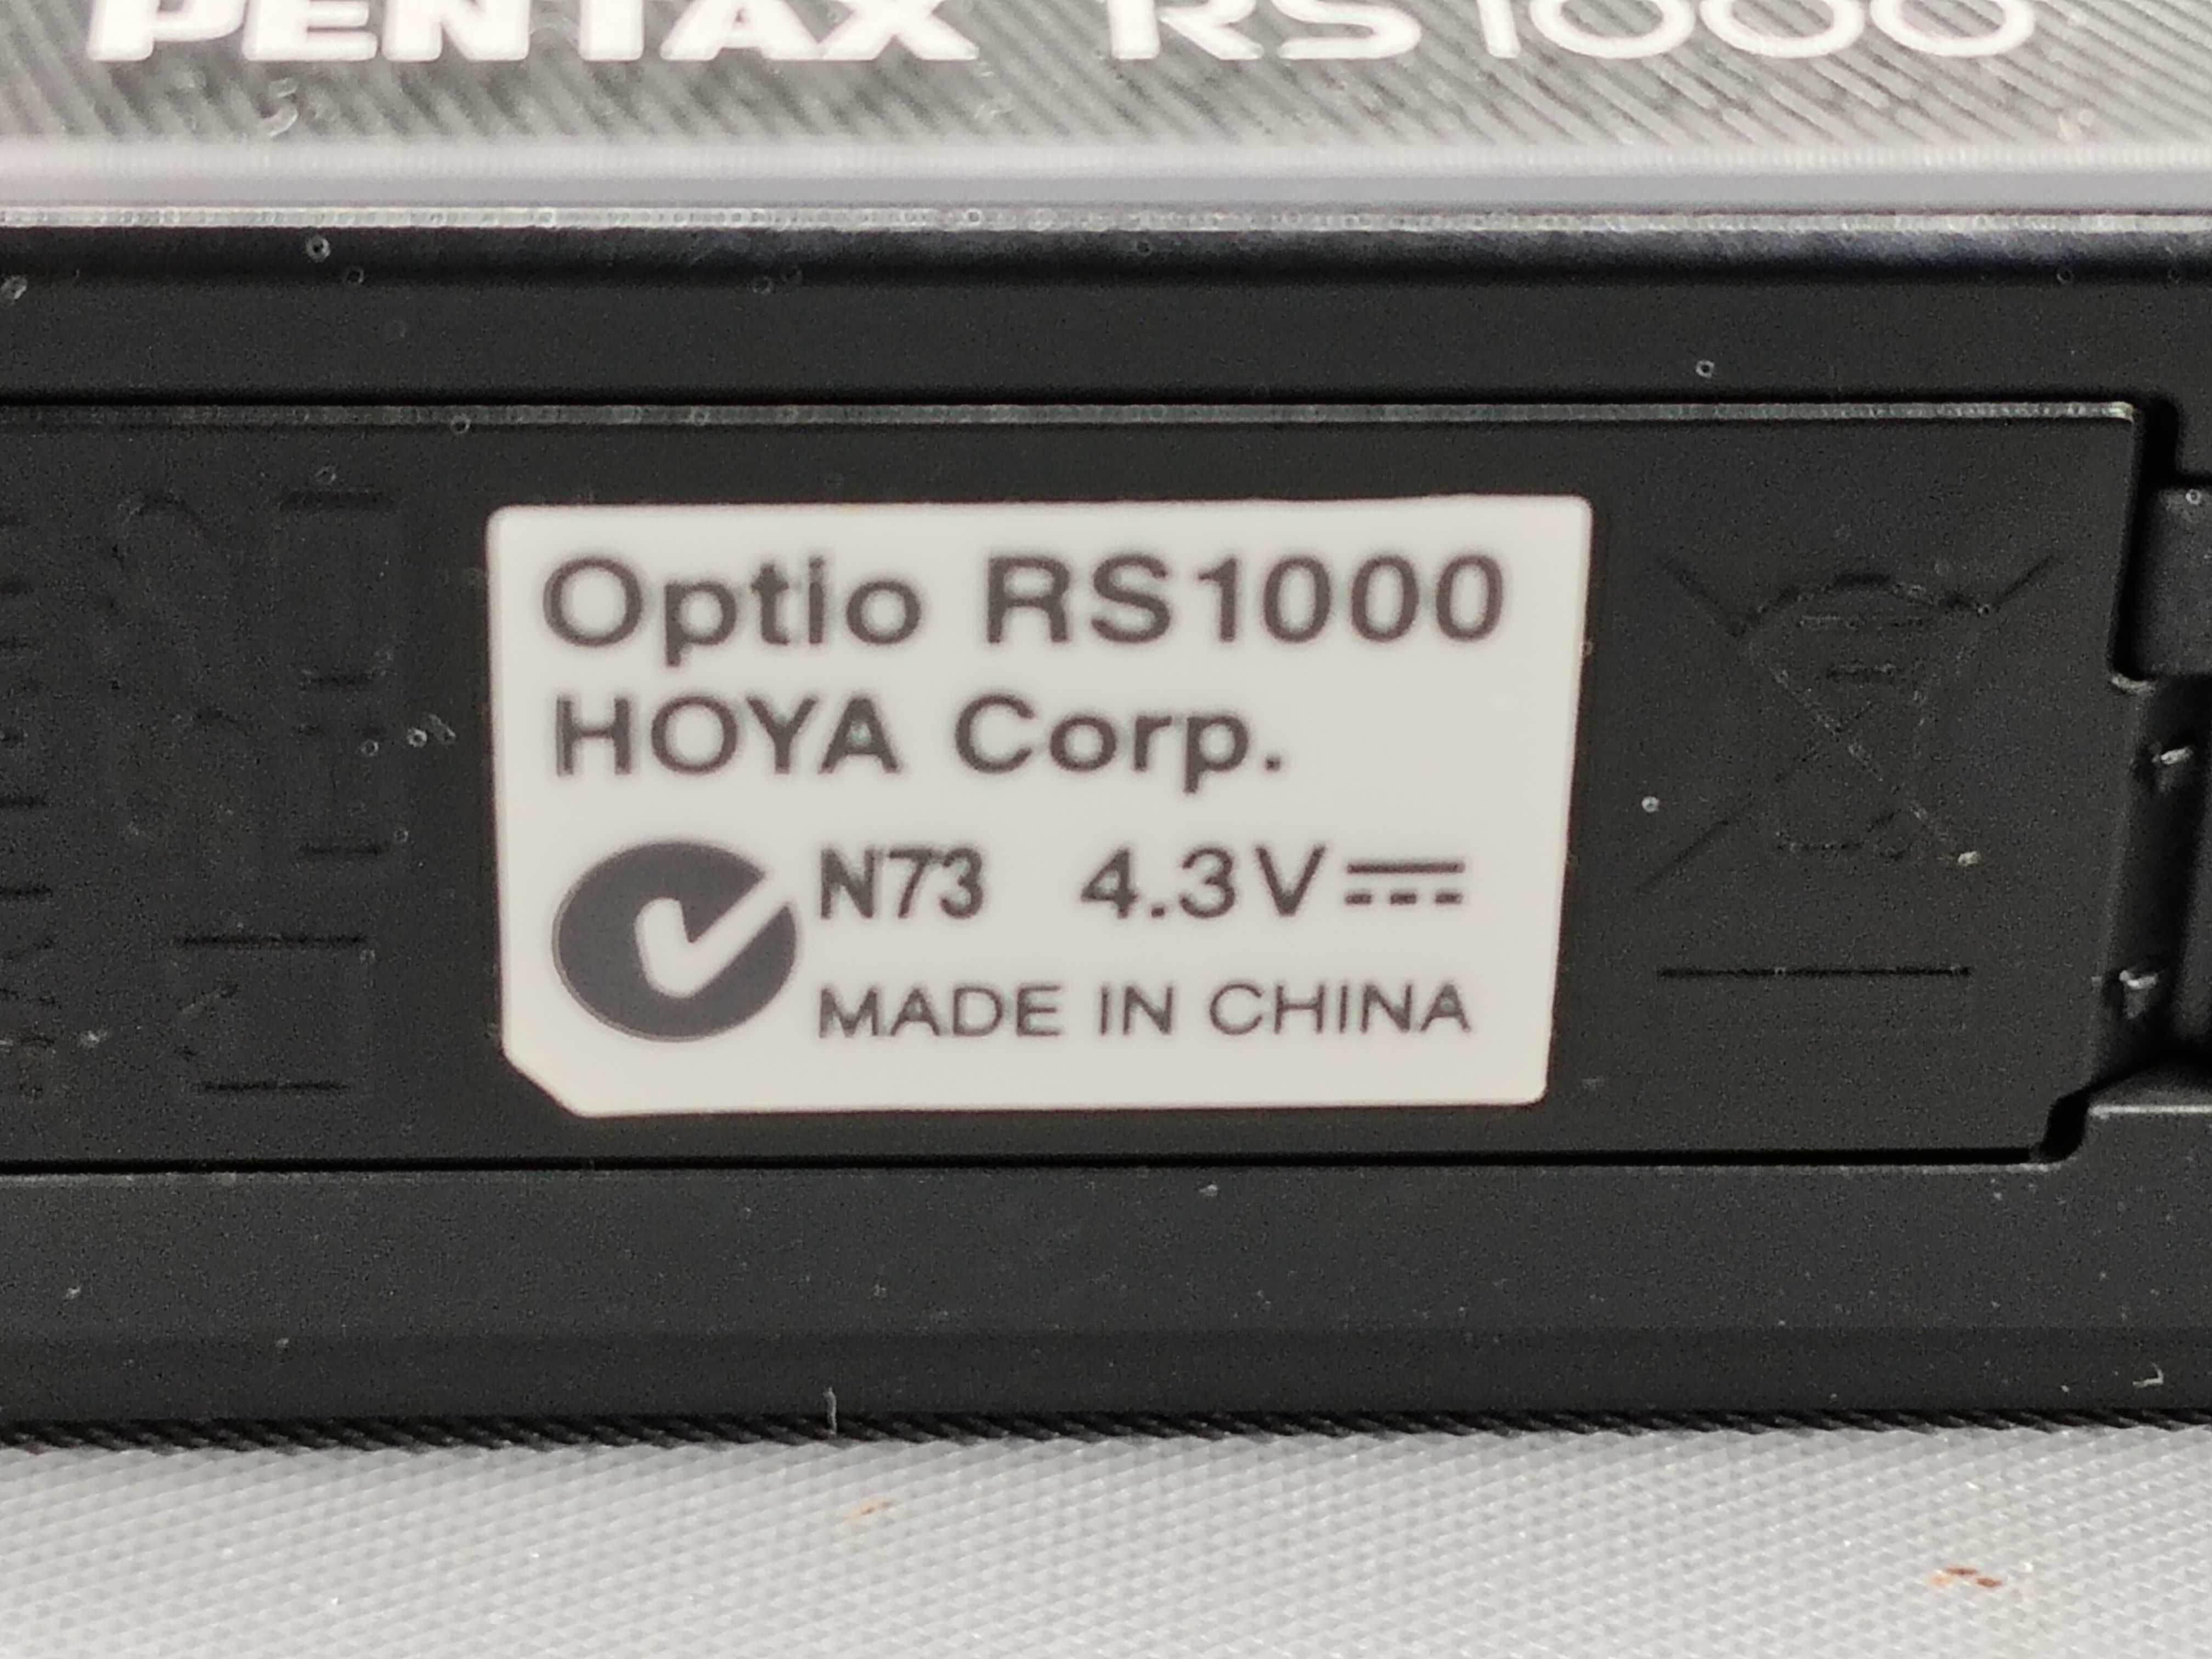 PENTAX RS1000
Optio RS1000
HOYA Corp.
N73 4.3V
MADE IN CHINA